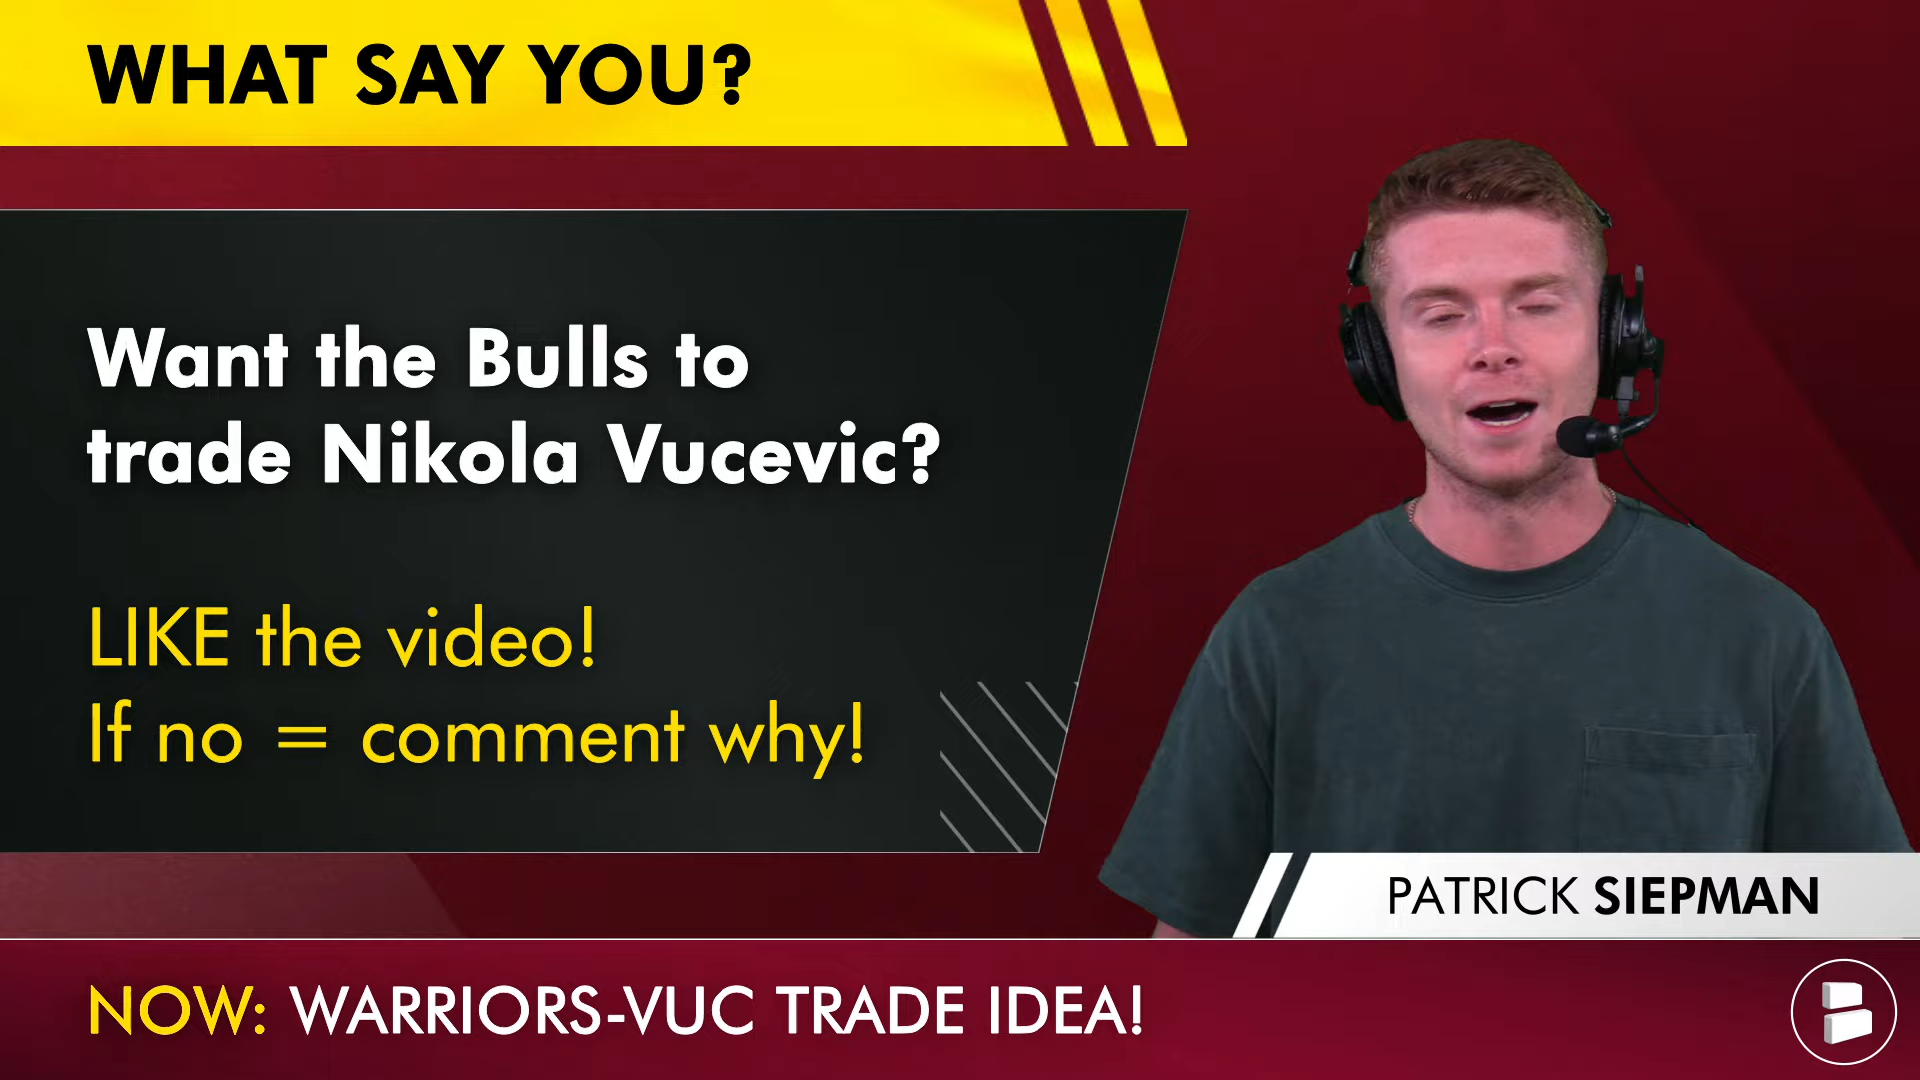 WHAT SAY YOU?
Want the Bulls to
trade Nikola Vucevic?
LIKE the video!
If no = comment why!
PATRICK SIEPMAN
NOW: WARRIORS-VUC TRADE IDEA!